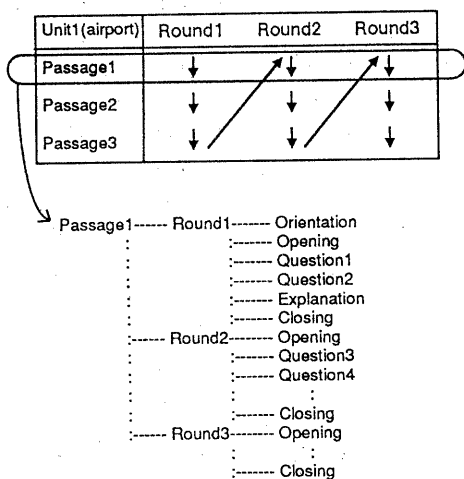 Unit1(airport) Round1 Round2 Round3
Passage1
Passage2
Passage3
Passage1 Round1 Orientation
Opening
Question1
Question2
Explanation
Closing
Round2 Opening
Question3
Question4
Closing
Round3 Opening
Closing